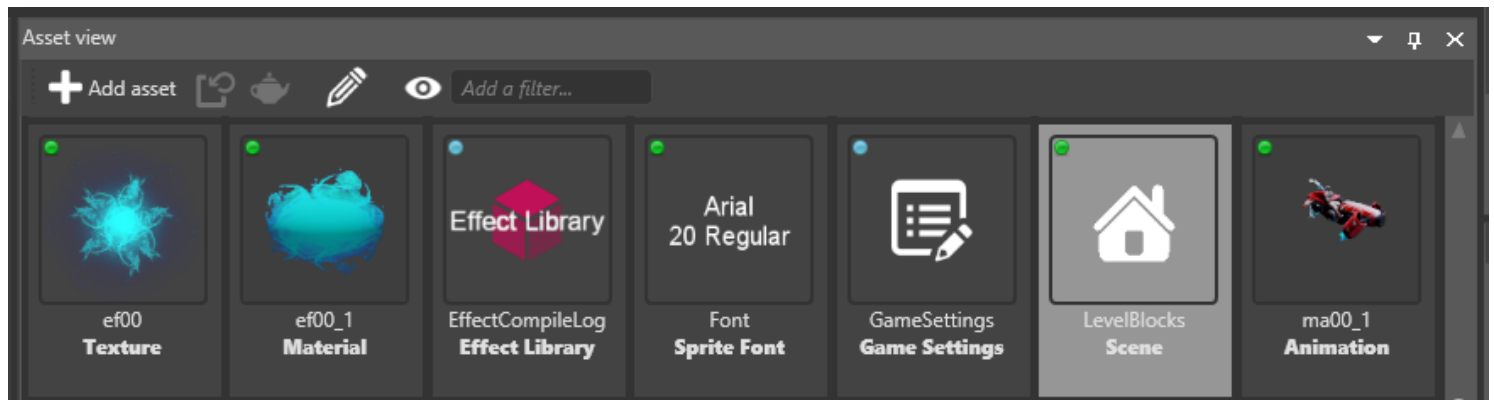 Asset view
Add asset
Add a filter...
Effect Library
Arial
20 Regular
ef00
Texture
ef00_1
Material
EffectCompileLog
Effect Library
Font
Sprite Font
GameSettings
Game Settings
LevelBlocks
Scene
ma00_1
Animation